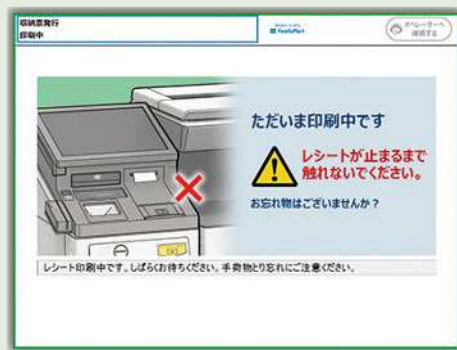 収納票発行
印刷中
FamilyMart
オペレーターへ
連絡する
ただいま印刷中です
レシートが止まるまで
触れないでください。
お忘れ物はございませんか？
レシート印刷中です。しばらくお待ちください。手荷物とり忘れにご注意ください。